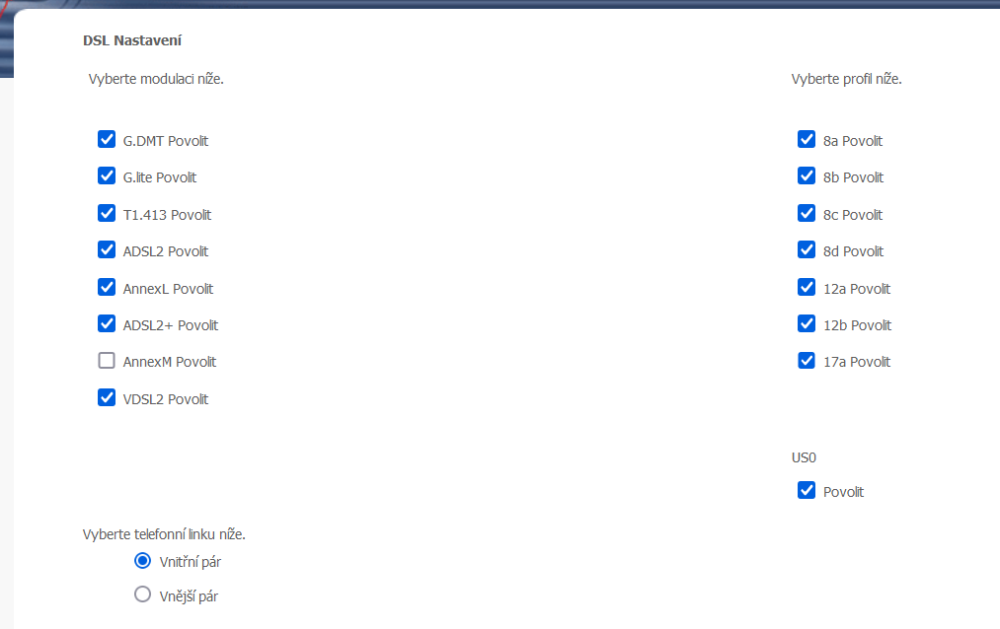 DSL Nastavení
Vyberte modulaci níže.
Vyberte profil níže.
G.DMT Povolit
8a Povolit
G.lite Povolit
8b Povolit
T1.413 Povolit
8c Povolit
ADSL2 Povolit
8d Povolit
AnnexL Povolit
12a Povolit
ADSL2+ Povolit
12b Povolit
AnnexM Povolit
17a Povolit
VDSL2 Povolit
US0
Povolit
Vyberte telefonní linku níže.
Vnitřní pár
Vnější pár